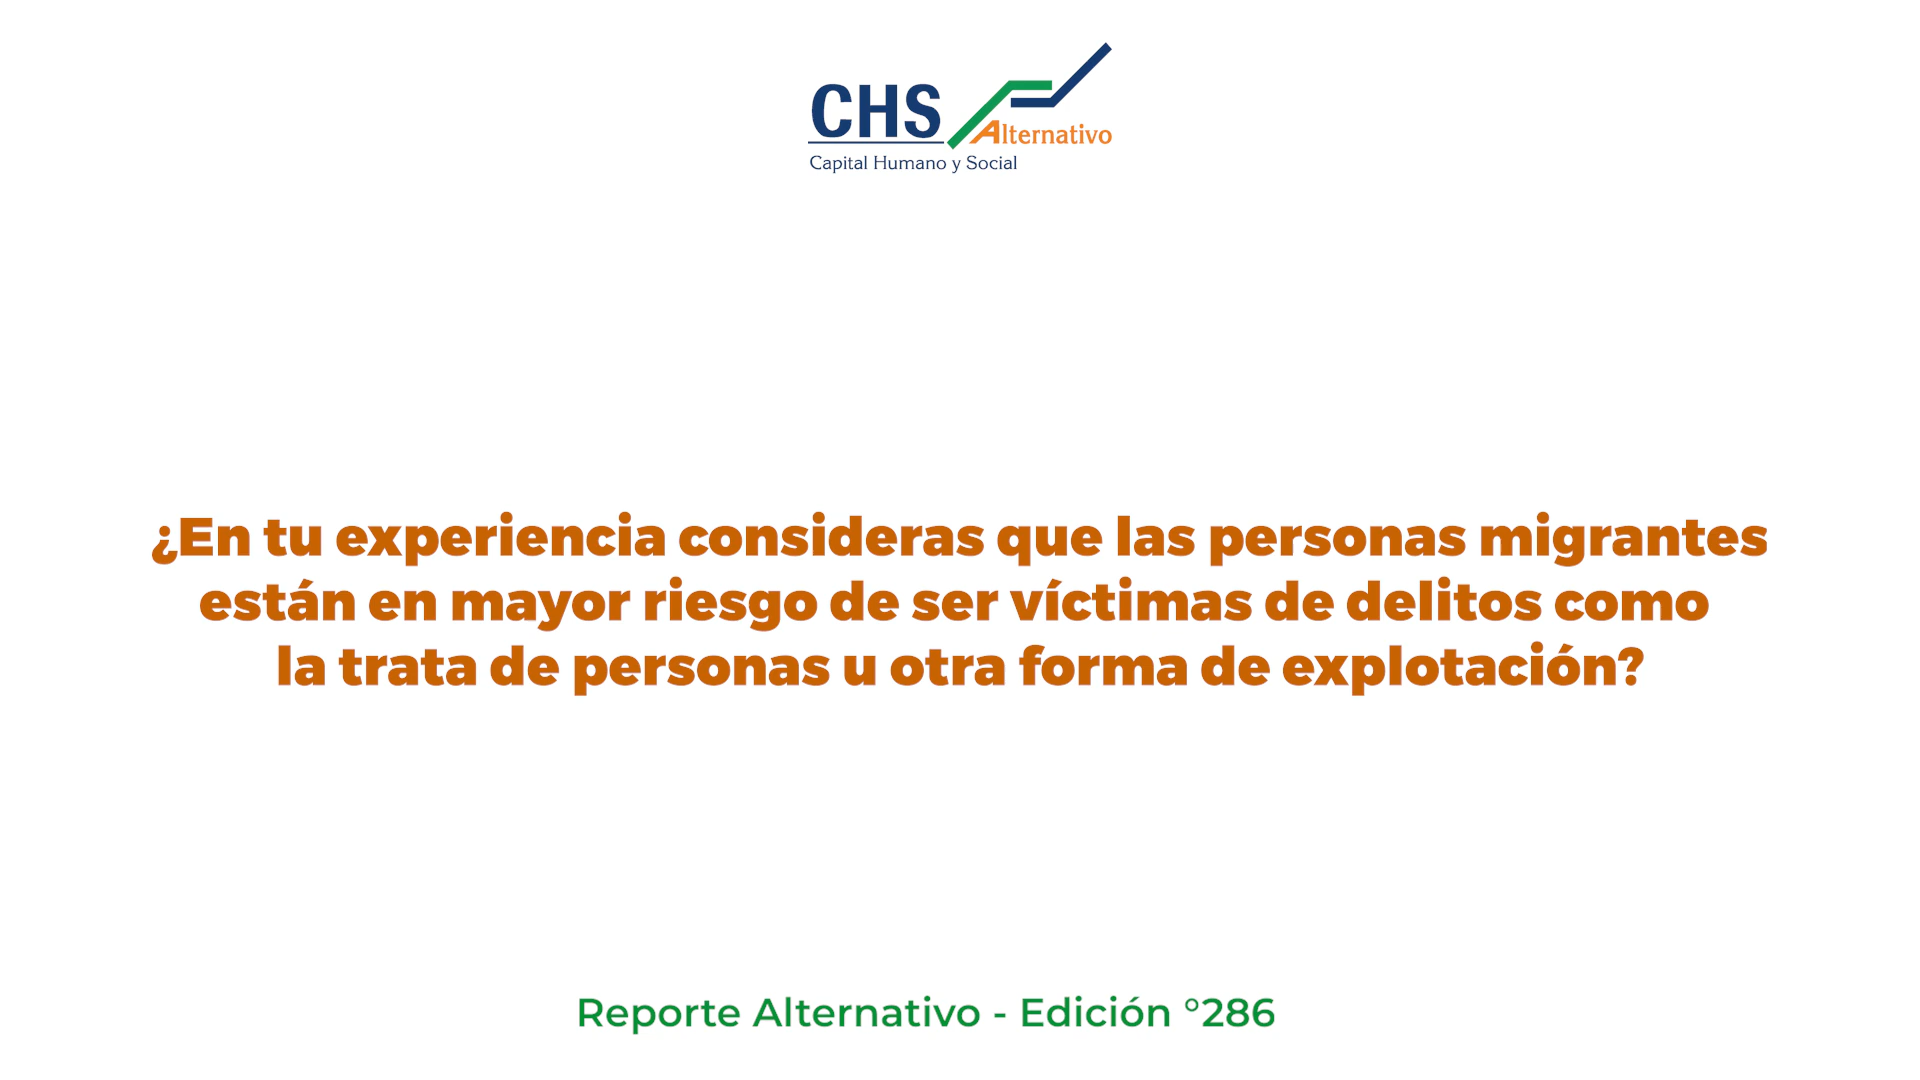 CHS
Alternativo
Capital Humano y Social
¿En tu experiencia consideras que las personas migrantes
están en mayor riesgo de ser víctimas de delitos como
la trata de personas u otra forma de explotación?
Reporte Alternativo - Edición °286